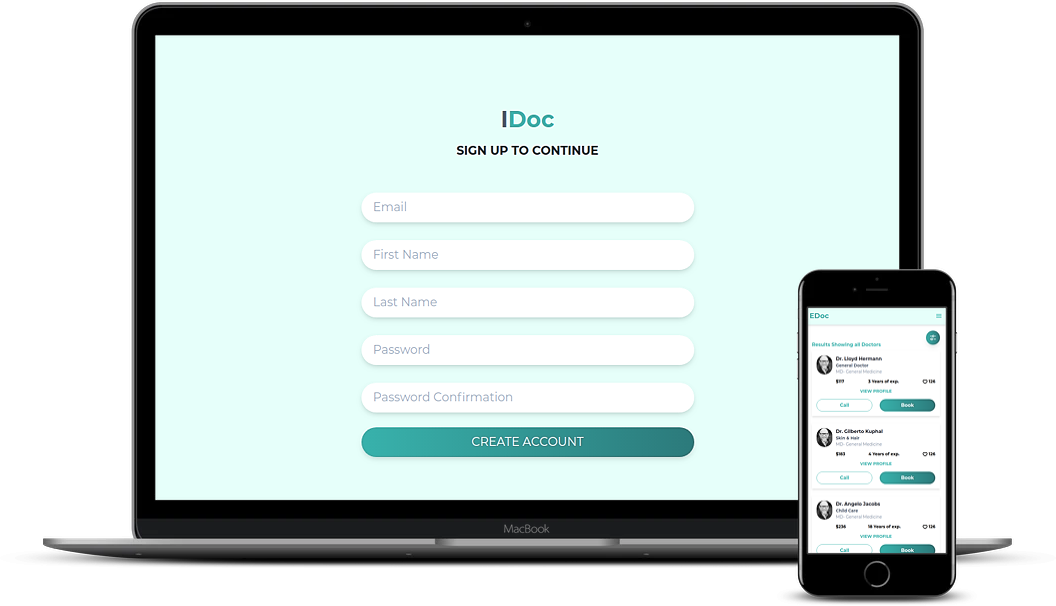 IDoc
SIGN UP TO CONTINUE
Email
First Name
Last Name
Password
Password Confirmation
CREATE ACCOUNT
MacBook
EDoc
Results Showing all Doctors
Dr. Lloyd Hermann
General Doctor
MD- General Medicine
$117 3 Years of exp. 126
VIEW PROFILE
Call Book
Dr. Gilberto Kuphal
Skin & Hair
MD- General Medicine
$163 4 Years of exp. 126
VIEW PROFILE
Call Book
Dr. Angelo Jacobs
Child Care
MD- General Medicine
$236 18 Years of exp. 126
VIEW PROFILE
Call Book